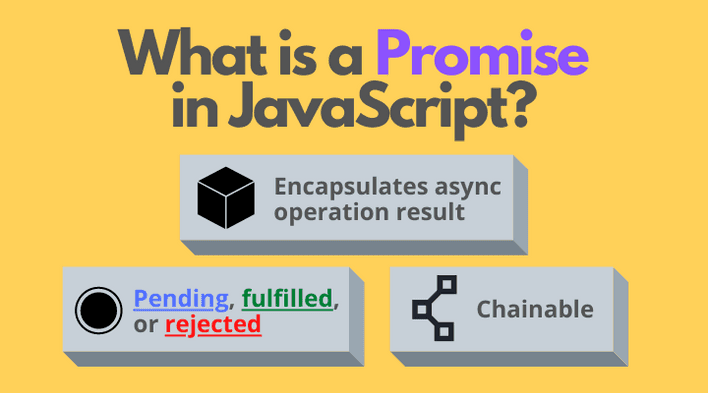 What is a Promise
in JavaScript?
Encapsulates async
operation result
Pending, fulfilled,
or rejected
Chainable